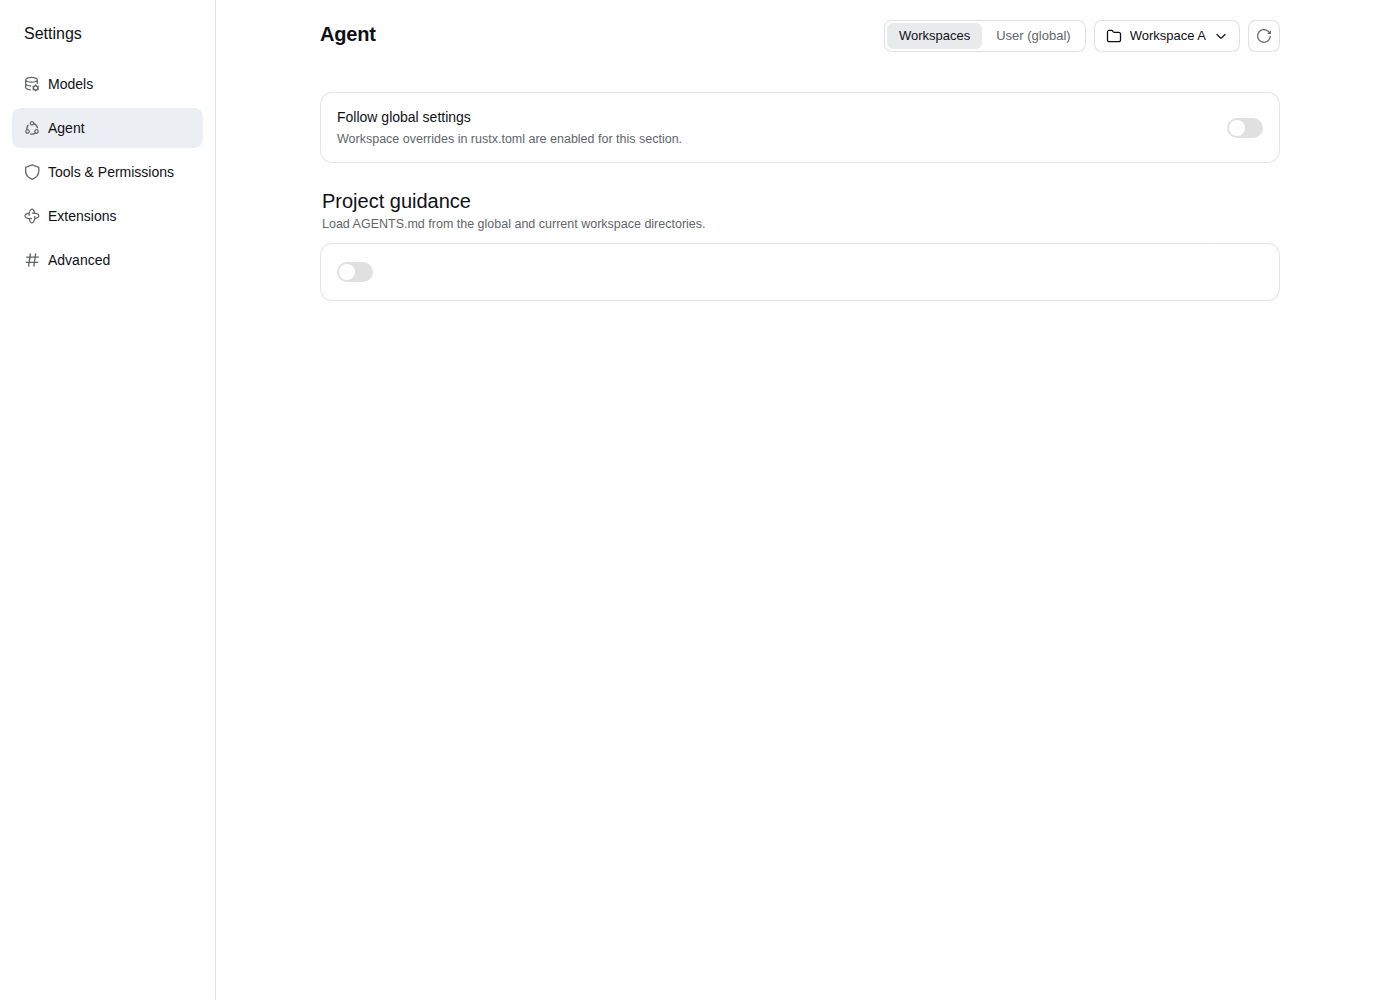 Settings
Models
Agent
Tools & Permissions
Extensions
Advanced
Agent
Workspaces
User (global)
Workspace A
Follow global settings
Workspace overrides in rustx.toml are enabled for this section.
Project guidance
Load AGENTS.md from the global and current workspace directories.